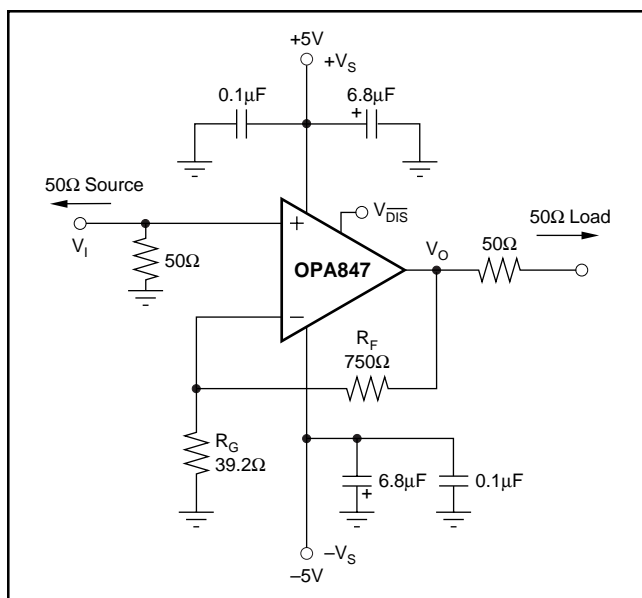 +5V
+V_S
0.1µF
6.8µF
+
50Ω Source
V_I
50Ω
+
−
OPA847
V_DIS
V_O
50Ω
50Ω Load
R_F
750Ω
R_G
39.2Ω
6.8µF
+
0.1µF
−V_S
−5V